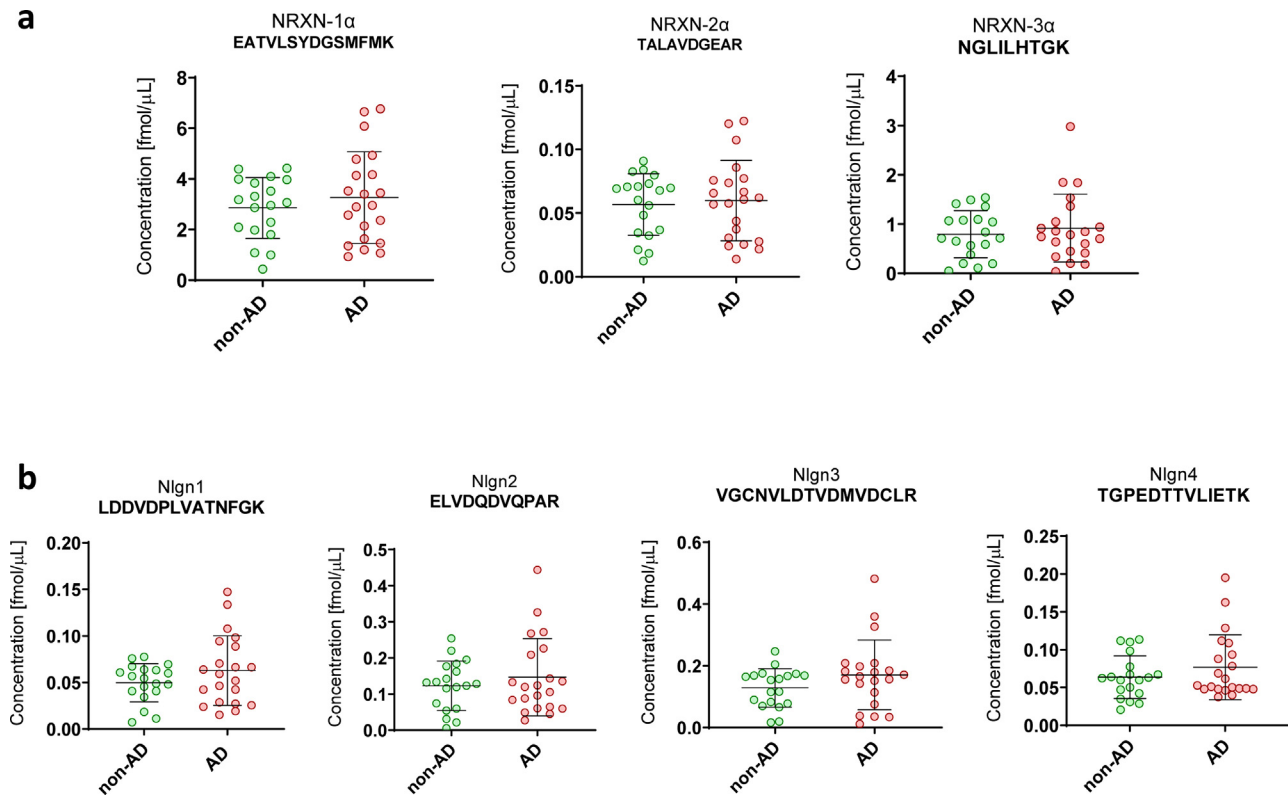 a
NRXN-1α
EATVLSYDGSMFMK
Concentration [fmol/μL]
8
6
4
2
0
non-AD
AD
NRXN-2α
TALAVDGEAR
Concentration [fmol/μL]
0.15
0.10
0.05
0.00
non-AD
AD
NRXN-3α
NGLILHTGK
Concentration [fmol/μL]
4
3
2
1
0
non-AD
AD
b
Nlgn1
LDDVDPLVATNFGK
Concentration [fmol/μL]
0.20
0.15
0.10
0.05
0.00
non-AD
AD
Nlgn2
ELVDQDVQPAR
Concentration [fmol/μL]
0.5
0.4
0.3
0.2
0.1
0.0
non-AD
AD
Nlgn3
VGCNVLDTVDMVDCLR
Concentration [fmol/μL]
0.6
0.4
0.2
0.0
non-AD
AD
Nlgn4
TGPEDTTVLIETK
Concentration [fmol/μL]
0.25
0.20
0.15
0.10
0.05
0.00
non-AD
AD